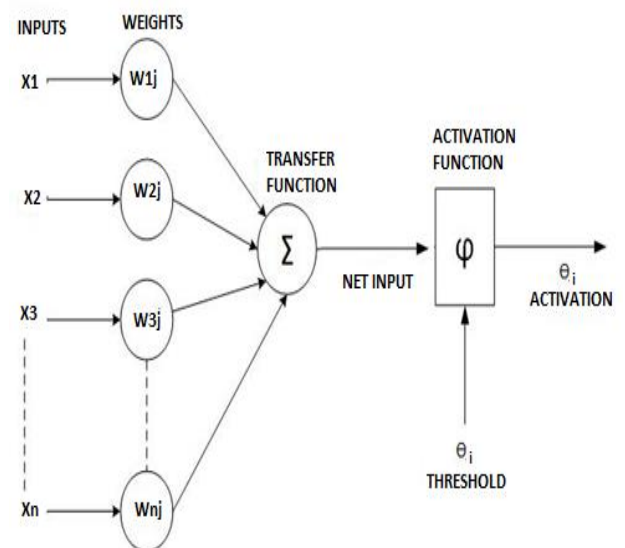 INPUTS
WEIGHTS
X1
W1j
X2
W2j
X3
W3j
Xn
Wnj
TRANSFER
FUNCTION
Σ
NET INPUT
ACTIVATION
FUNCTION
φ
θi
ACTIVATION
θi
THRESHOLD